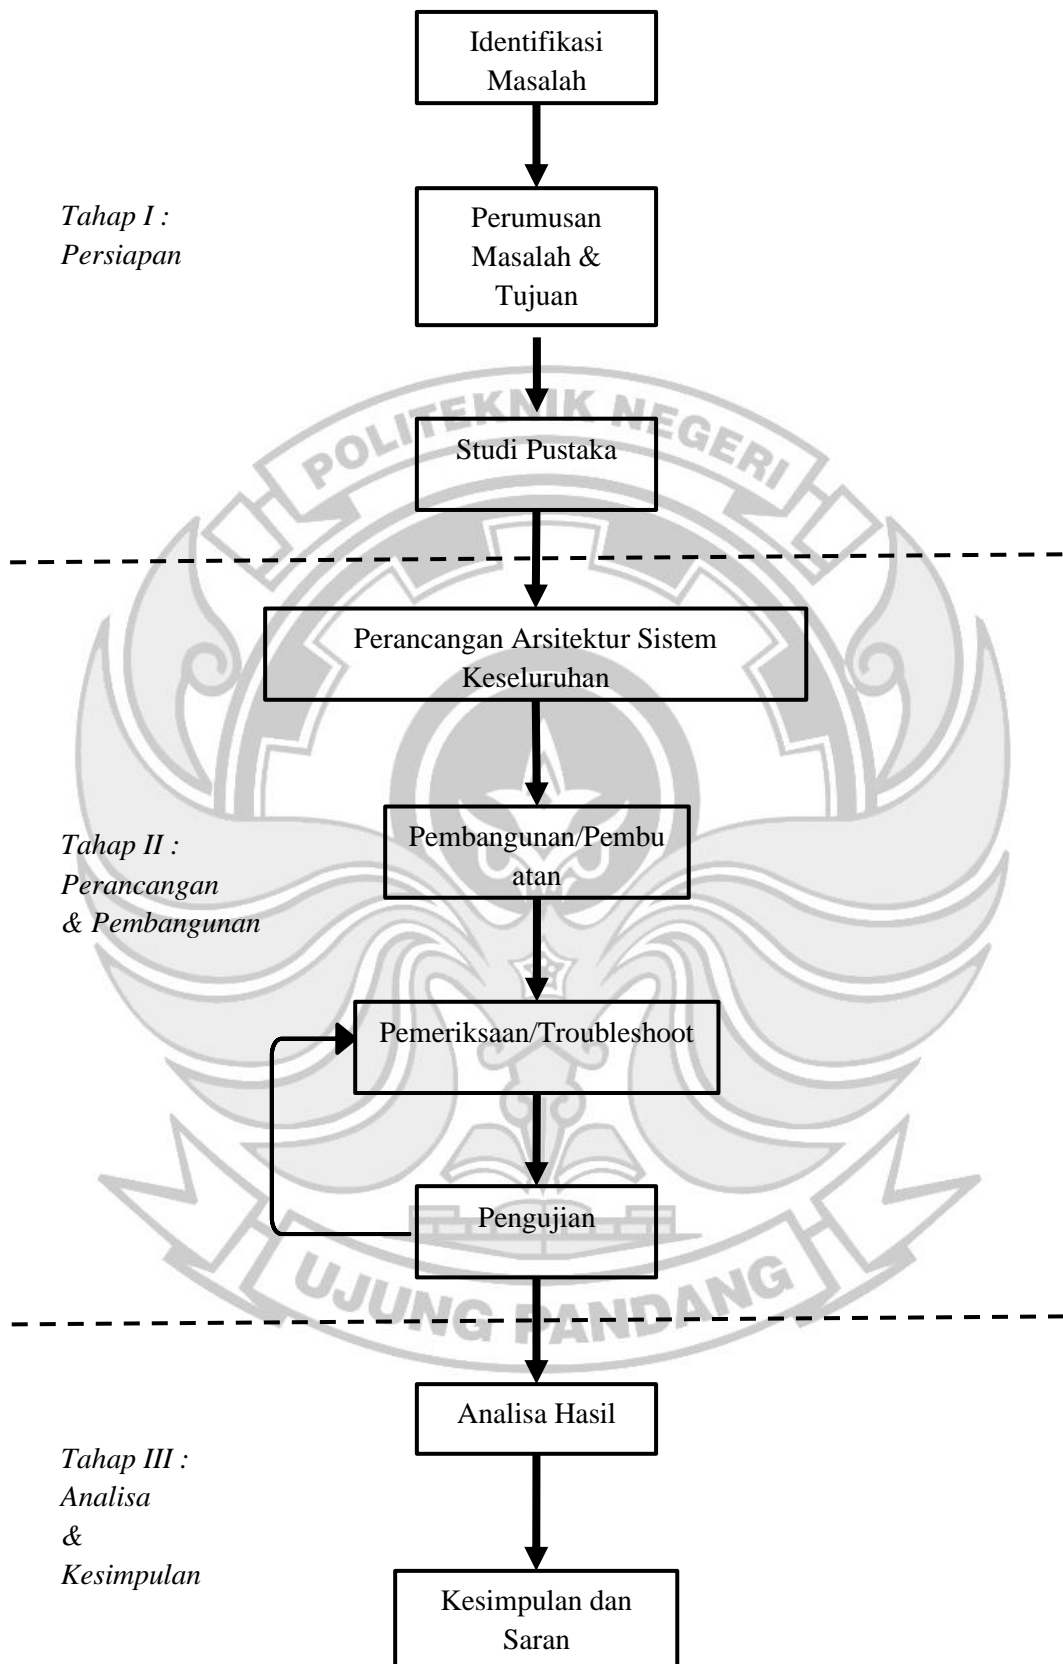 Identifikasi
Masalah
Tahap I :
Persiapan
Perumusan
Masalah &
Tujuan
POLITEKNIK NEGERI
Studi Pustaka
Perancangan Arsitektur Sistem
Keseluruhan
Tahap II :
Perancangan
& Pembangunan
Pembangunan/Pembu
atan
Pemeriksaan/Troubleshoot
Pengujian
UJUNG PANDANG
Analisa Hasil
Tahap III :
Analisa
&
Kesimpulan
Kesimpulan dan
Saran